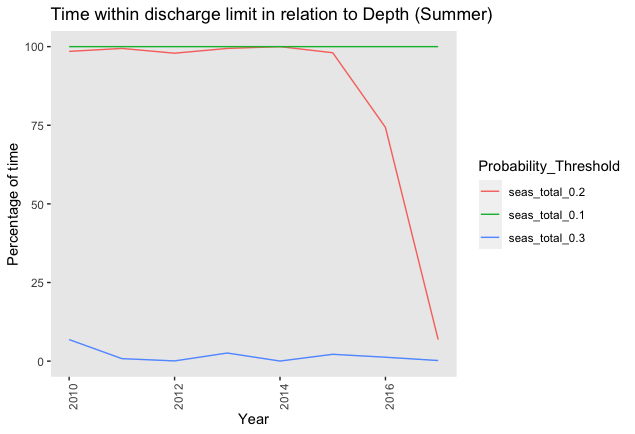 Time within discharge limit in relation to Depth (Summer)
100
75
50
25
0
Percentage of time
2010
2012
2014
2016
Year
Probability_Threshold
seas_total_0.2
seas_total_0.1
seas_total_0.3